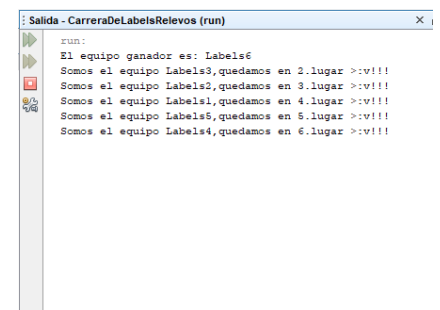 Salida - CarreraDeLabelsRelevos (run)
run:
El equipo ganador es: Labels6
Somos el equipo Labels3,quedamos en 2.lugar >:v!!!
Somos el equipo Labels2,quedamos en 3.lugar >:v!!!
Somos el equipo Labels1,quedamos en 4.lugar >:v!!!
Somos el equipo Labels5,quedamos en 5.lugar >:v!!!
Somos el equipo Labels4,quedamos en 6.lugar >:v!!!